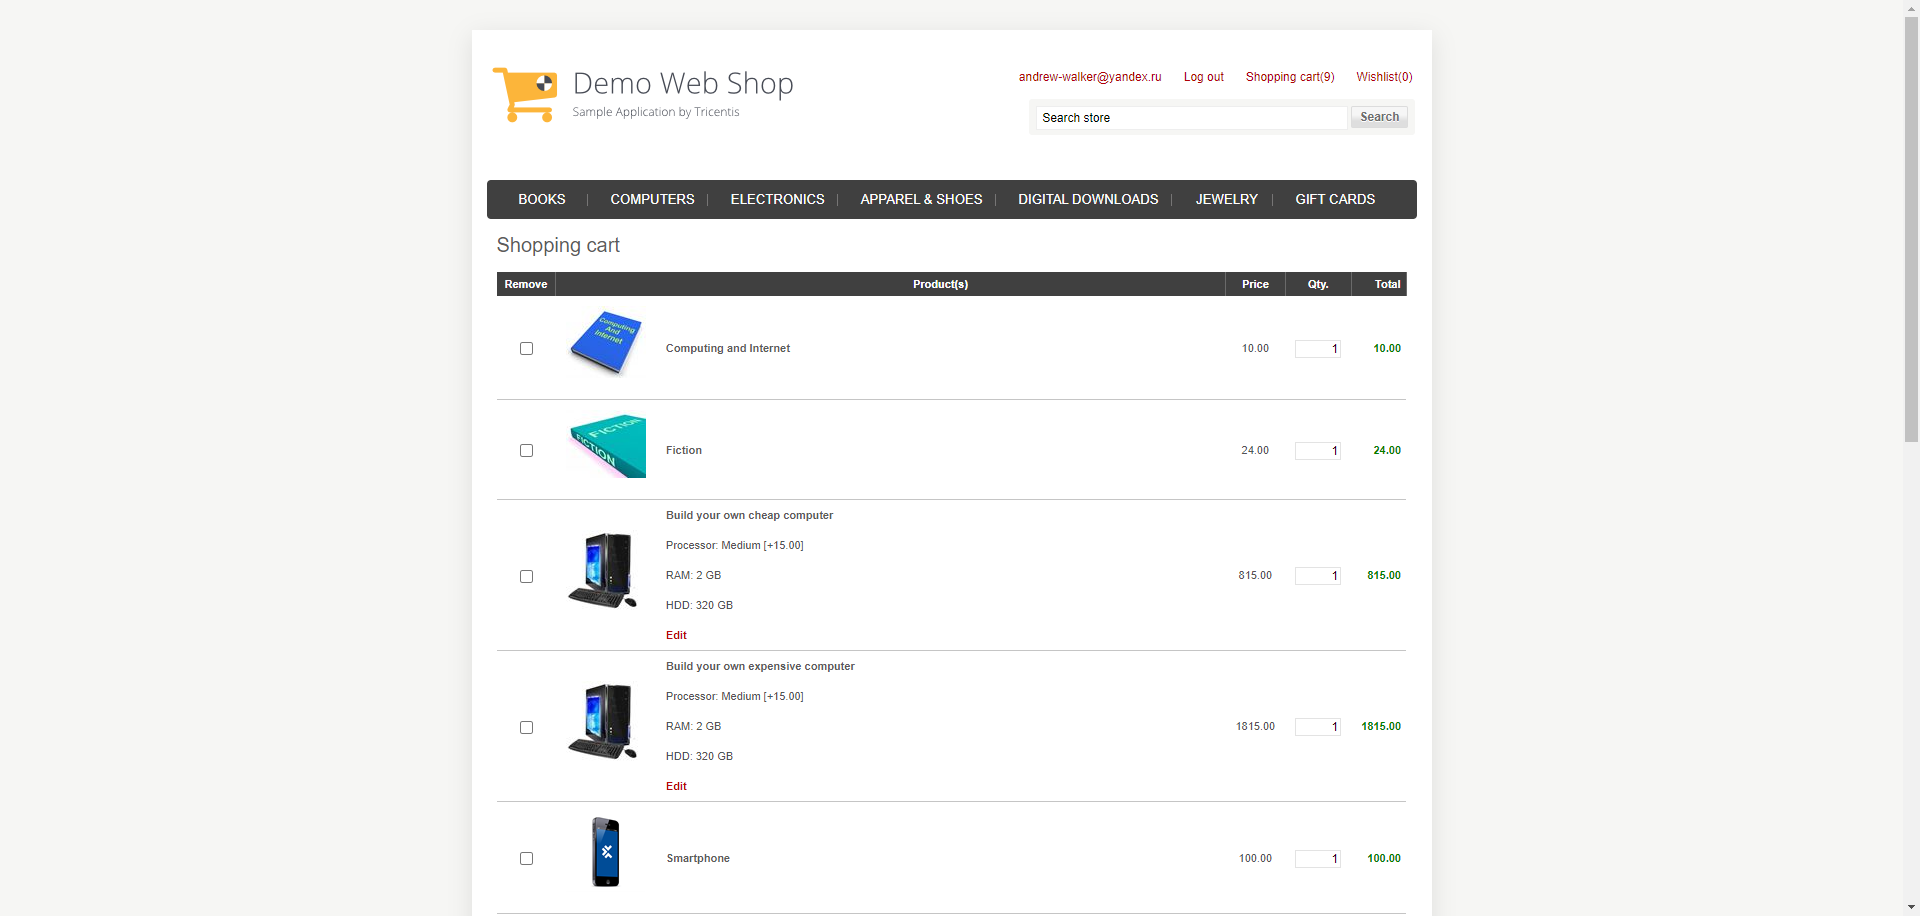 Demo Web Shop
Sample Application by Tricentis
andrew-walker@yandex.ru Log out Shopping cart(9) Wishlist(0)
Search store Search
BOOKS COMPUTERS ELECTRONICS APPAREL & SHOES DIGITAL DOWNLOADS JEWELRY GIFT CARDS
Shopping cart
Remove Product(s) Price Qty. Total
Computing
And
Internet
Computing and Internet 10.00 1 10.00
FICTION
FICTION
Fiction 24.00 1 24.00
Build your own cheap computer
Processor: Medium [+15.00]
RAM: 2 GB
815.00 1 815.00
HDD: 320 GB
Edit
Build your own expensive computer
Processor: Medium [+15.00]
RAM: 2 GB
1815.00 1 1815.00
HDD: 320 GB
Edit
Smartphone 100.00 1 100.00